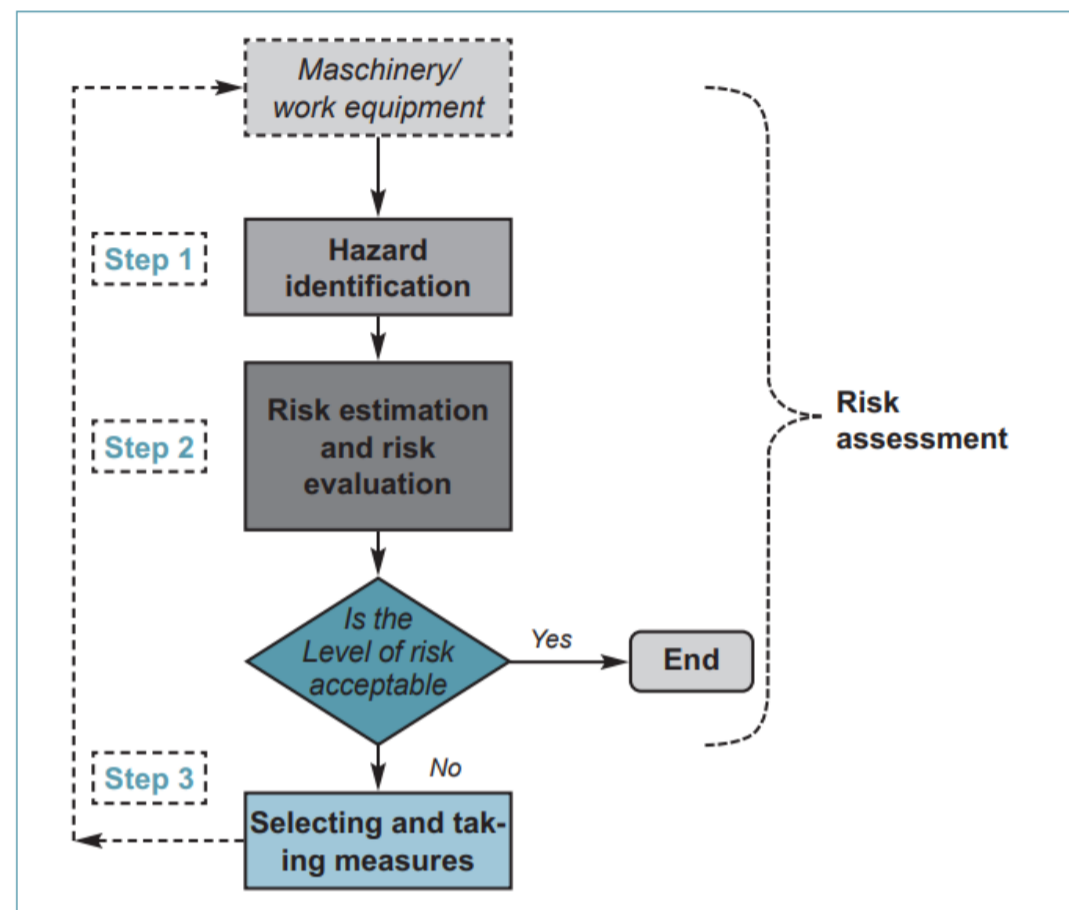 Maschinery/
work equipment
Step 1
Hazard
identification
Step 2
Risk estimation
and risk
evaluation
Risk
assessment
Is the
Level of risk
acceptable
Yes
End
No
Step 3
Selecting and tak-
ing measures